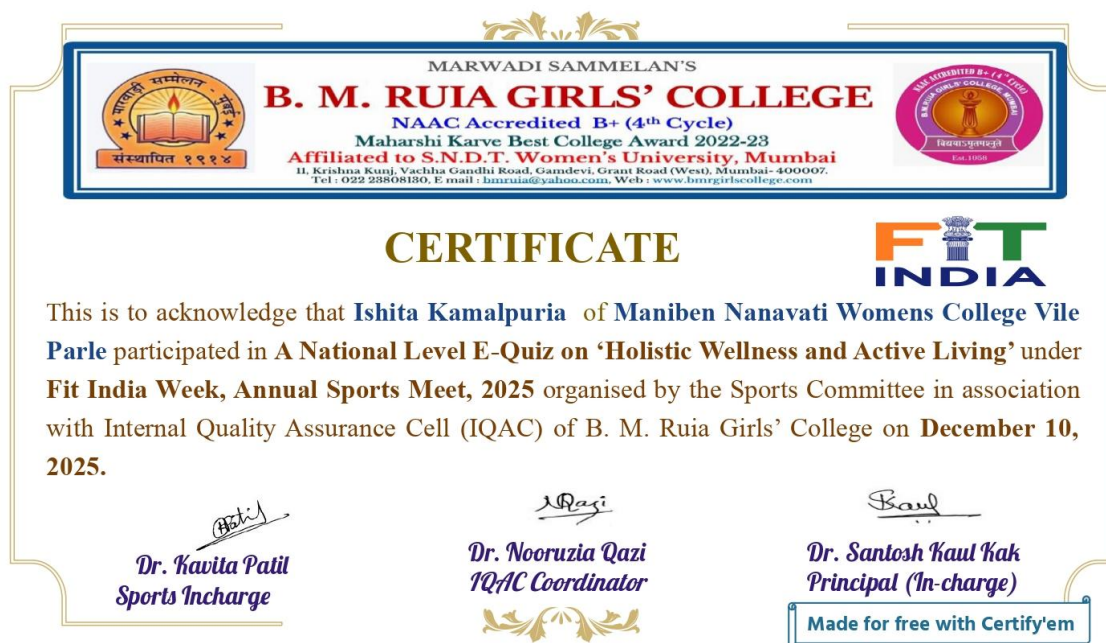 MARWADI SAMMELAN'S
B. M. RUIA GIRLS' COLLEGE
NAAC Accredited B+ (4th Cycle)
Maharshi Karve Best College Award 2022-23
Affiliated to S.N.D.T. Women's University, Mumbai
11, Krishna Kunj, Vachha Gandhi Road, Gamdevi, Grant Road (West), Mumbai- 400007.
Tel : 022 23808130, E mail : bmruia@yahoo.com, Web : www.bmrgirlscollege.com
मारवाड़ी सम्मेलन - मुंबई
संस्थापित १९१४
NAAC ACCREDITED B+ (4th Cycle)
B.M.RUIA GIRLS' COLLEGE, MUMBAI
विद्ययाऽमृतमश्नुते
CERTIFICATE
FIT
INDIA
This is to acknowledge that Ishita Kamalpuria of Maniben Nanavati Womens College Vile
Parle participated in A National Level E-Quiz on ‘Holistic Wellness and Active Living’ under
Fit India Week, Annual Sports Meet, 2025 organised by the Sports Committee in association
with Internal Quality Assurance Cell (IQAC) of B. M. Ruia Girls’ College on December 10,
2025.
Patil
NQazi
SKaul
Dr. Kavita Patil
Sports Incharge
Dr. Nooruzia Qazi
IQAC Coordinator
Dr. Santosh Kaul Kak
Principal (In-charge)
Made for free with Certify'em